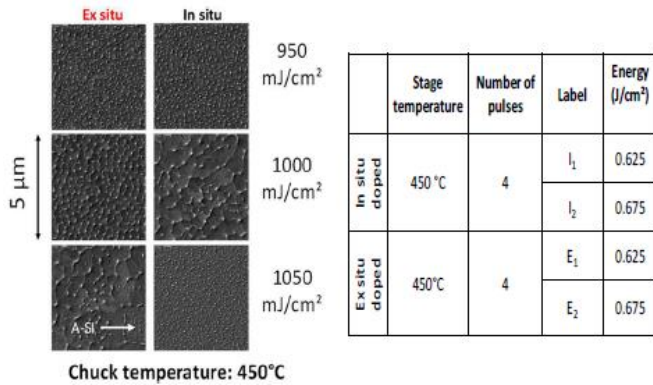 Ex situ
In situ
950
mJ/cm²
1000
mJ/cm²
1050
mJ/cm²
5 μm
A-Si
Chuck temperature: 450°C
Stage
temperature
Number of
pulses
Label
Energy
(J/cm²)
In situ
doped
450 °C
4
I₁
0.625
I₂
0.675
Ex situ
doped
450°C
4
E₁
0.625
E₂
0.675